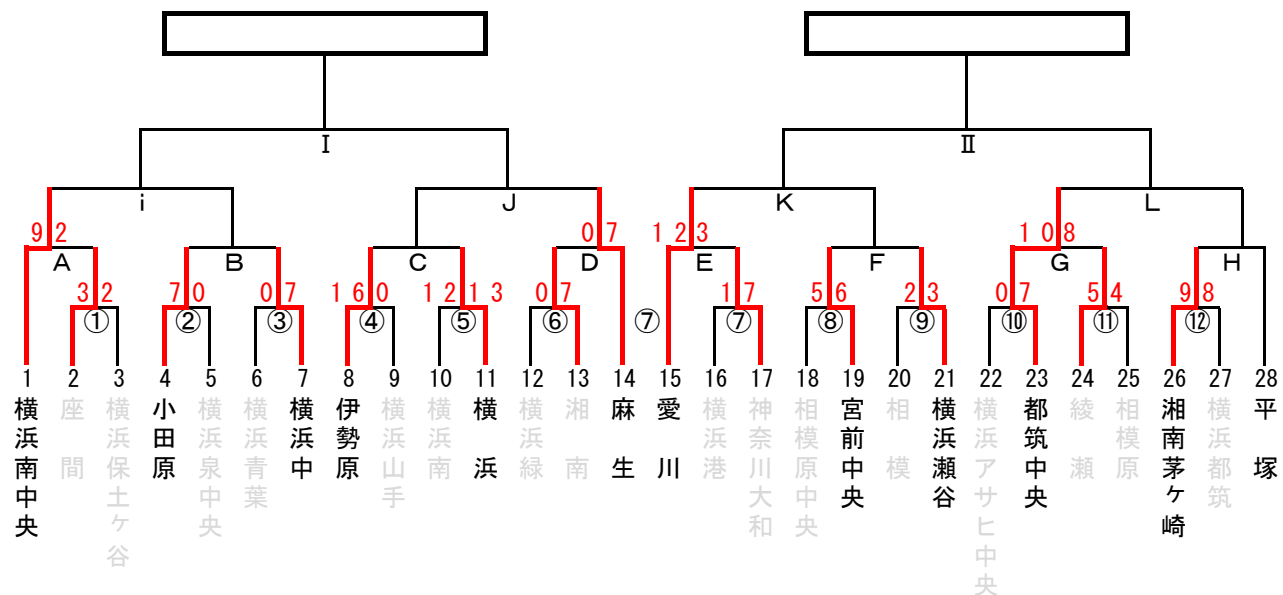 Ⅰ Ⅱ
i J K L
9 2 0 7 1 2 3 1 0 8
A B C D E F G H
3 2 7 0 0 7 1 6 0 1 2 1 3 0 7 1 7 5 6 2 3 0 7 5 4 9 8
① ② ③ ④ ⑤ ⑥ ⑦ ⑦ ⑧ ⑨ ⑩ ⑪ ⑫
1 2 3 4 5 6 7 8 9 10 11 12 13 14 15 16 17 18 19 20 21 22 23 24 25 26 27 28
横浜南中央
座間
横浜保土ケ谷
小田原
横浜泉中央
横浜青葉
横浜中
伊勢原
横浜山手
横浜南
横浜
横浜緑
湘南
麻生
愛川
横浜港
神奈川大和
相模原中央
宮前中央
相模
横浜瀬谷
横浜アサヒ中央
都筑中央
綾瀬
相模原
湘南茅ケ崎
横浜都筑
平塚